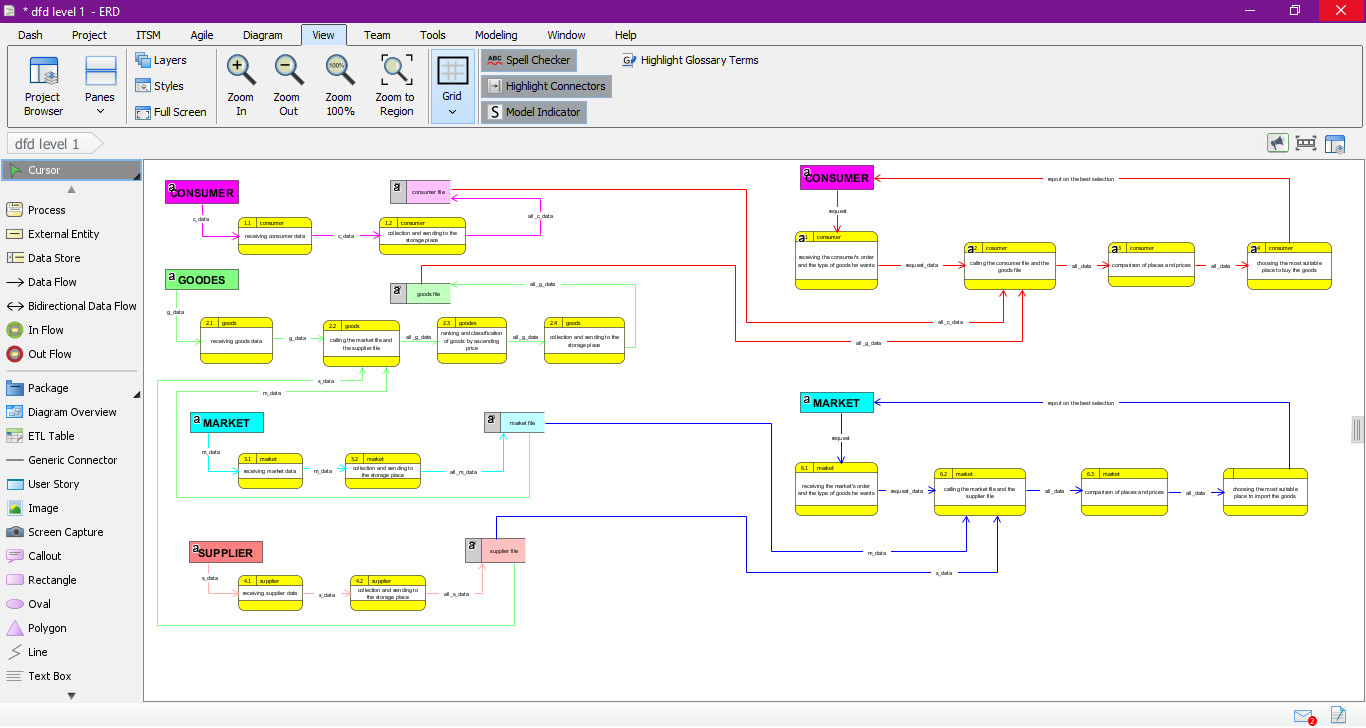 * dfd level 1 - ERD
Dash Project ITSM Agile Diagram View Team Tools Modeling Window Help
Project Browser
Panes
Layers
Styles
Full Screen
Zoom In
Zoom Out
100%
Zoom 100%
Zoom to Region
Grid
ABC Spell Checker
Highlight Connectors
S Model Indicator
Highlight Glossary Terms
dfd level 1
Cursor
Process
External Entity
Data Store
Data Flow
Bidirectional Data Flow
In Flow
Out Flow
Package
Diagram Overview
ETL Table
Generic Connector
User Story
Image
Screen Capture
Callout
Rectangle
Oval
Polygon
Line
Text Box
a CONSUMER
c_data
1.1 consumer
receiving consumer data
c_data
1.2 consumer
collection and sending to the
storage place
all_c_data
a consumer file
a GOODES
g_data
2.1 goods
receiving goods data
g_data
2.2 goods
calling the market file and
the supplier file
all_g_data
2.3 goodes
ranking and classification
of goods by ascending
price
all_g_data
2.4 goods
collection and sending to the
storage place
all_g_data
a goods file
s_data
m_data
a MARKET
m_data
3.1 market
receiving market data
m_data
3.2 market
collection and sending to
the storage place
all_m_data
a market file
a SUPPLIER
s_data
4.1 supplier
receiving supplier data
s_data
4.2 supplier
collection and sending to
the storage place
all_s_data
a supplier file
a CONSUMER
report on the best selection
request
a 1 consumer
receiving the consumer's order
and the type of goods he wants
request_data
a 2 cosumer
calling the consumer file and the
goods file
all_data
a 3 consumer
comparison of places and prices
all_data
a 4 consumer
choosing the most suitable
place to buy the goods
all_c_data
all_g_data
a MARKET
report on the best selection
request
6.1 market
receiving the market's order
and the type of goods he wants
request_data
6.2 market
calling the market file and the
supplier file
all_data
6.3 market
comparison of places and prices
all_data
choosing the most suitable
place to import the goods
m_data
s_data
2